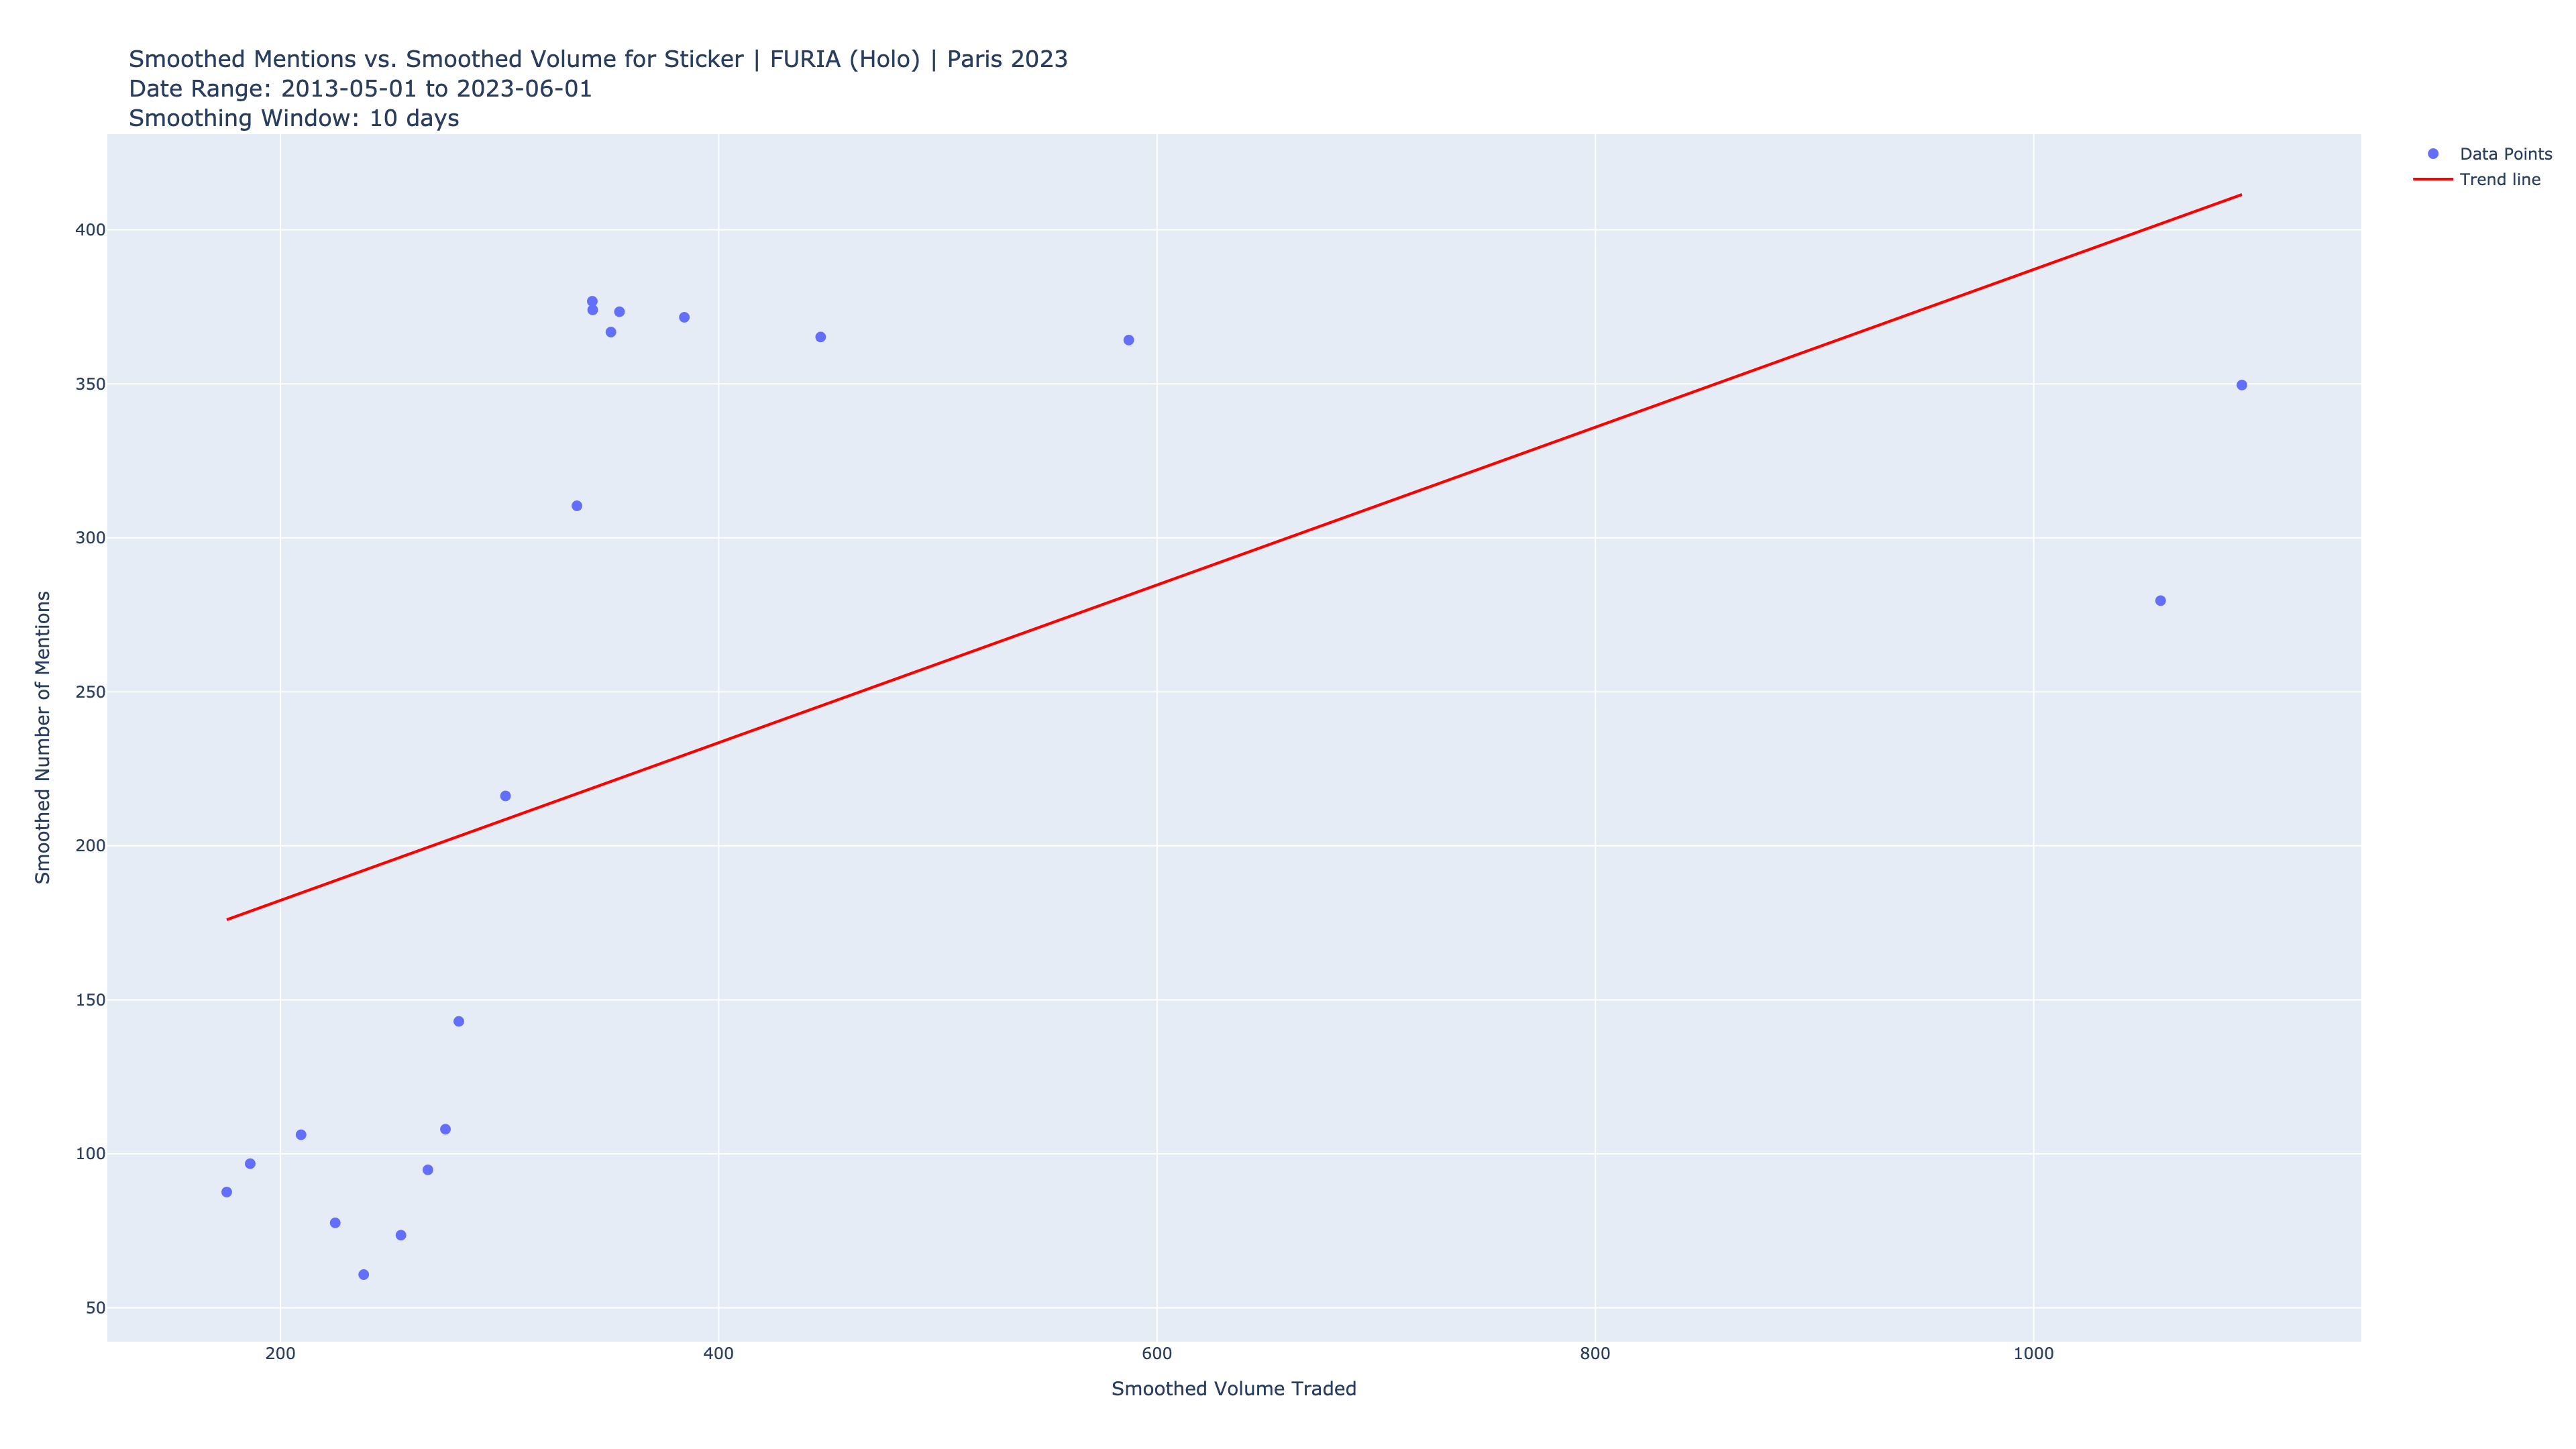 Smoothed Mentions vs. Smoothed Volume for Sticker | FURIA (Holo) | Paris 2023
Date Range: 2013-05-01 to 2023-06-01
Smoothing Window: 10 days
Data Points
Trend line
400
350
300
250
200
150
100
50
Smoothed Number of Mentions
200
400
600
800
1000
Smoothed Volume Traded